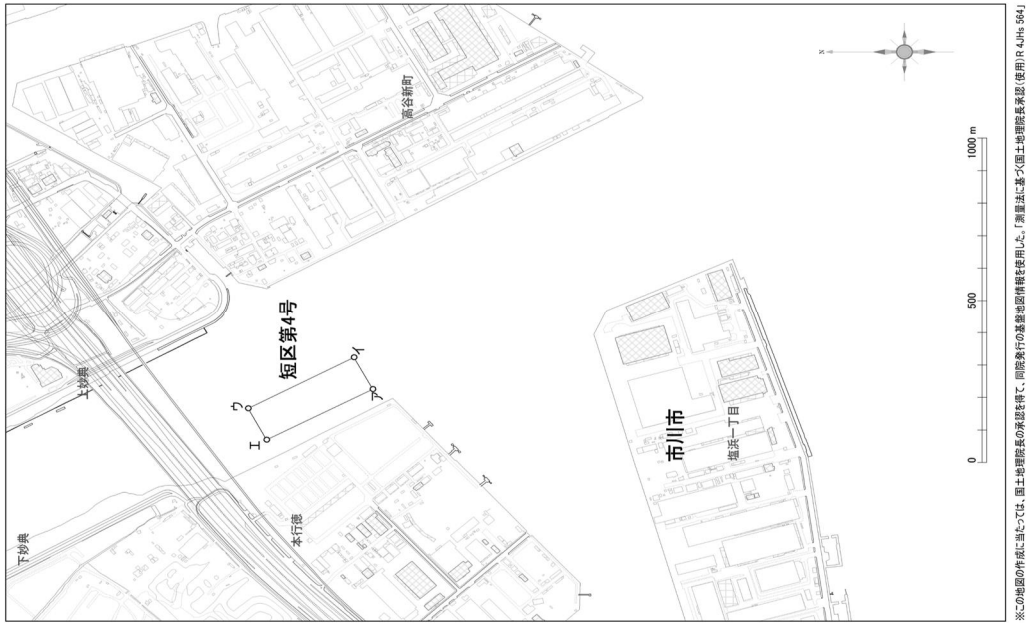 下妙典
上妙典
本行徳
高谷新町
短区第4号
ウ
エ
イ
ア
市川市
塩浜一丁目
N
0 500 1000 m
※この地図の作成に当たっては、国土地理院長の承認を得て、同院発行の基盤地図情報を使用した。「測量法に基づく国土地理院長承認(使用)R 4JHs 564」